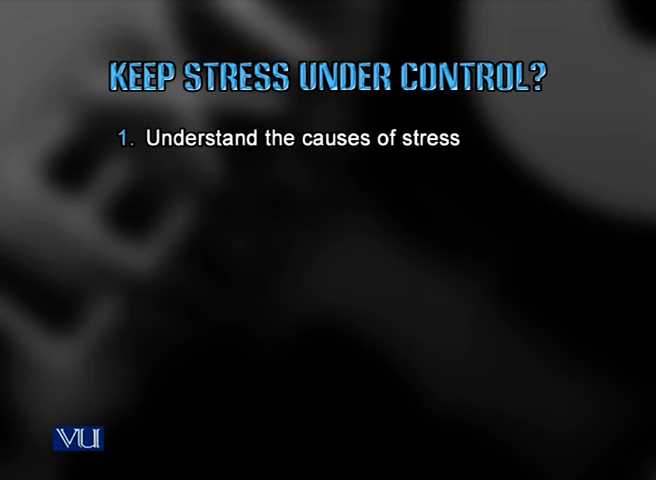 KEEP STRESS UNDER CONTROL?
1. Understand the causes of stress
VU